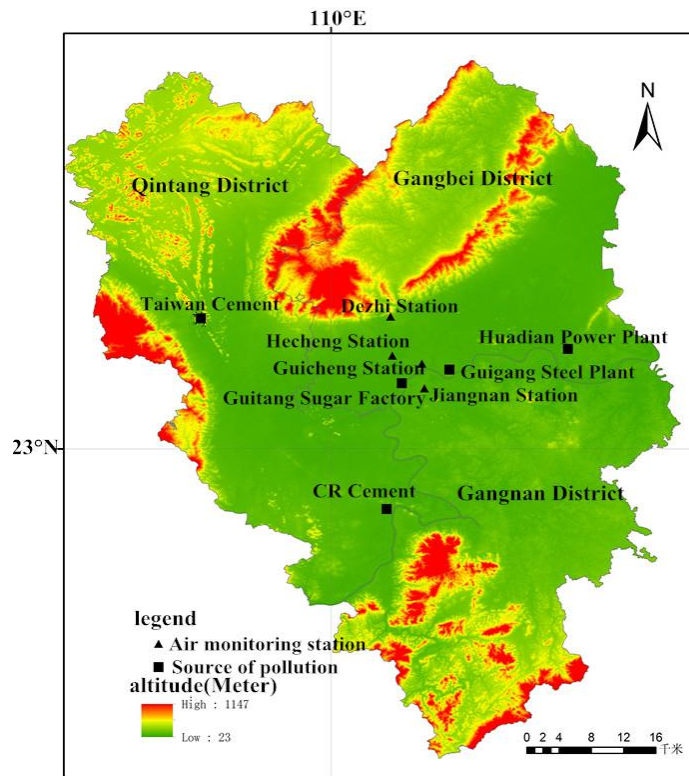 110°E
N
Qintang District
Gangbei District
Taiwan Cement
Dezhi Station
Hecheng Station
Huadian Power Plant
Guicheng Station
Guigang Steel Plant
Guitang Sugar Factory
Jiangnan Station
23°N
CR Cement
Gangnan District
legend
Air monitoring station
Source of pollution
altitude(Meter)
High : 1147
Low : 23
0 2 4 8 12 16
千米